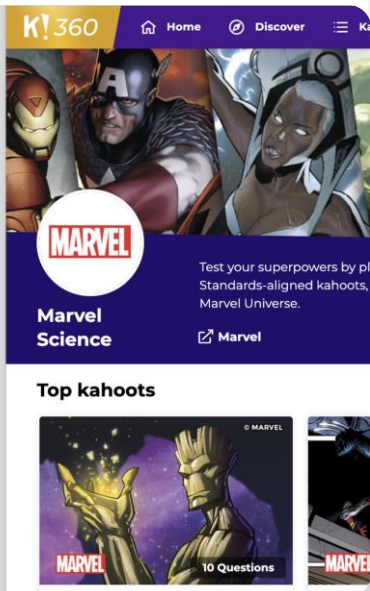 K! 360
Home
Discover
MARVEL
Test your superpowers by
Standards-aligned kahoots,
Marvel Universe.
Marvel
Science
Marvel
Top kahoots
© MARVEL
MARVEL
10 Questions
MARVEL